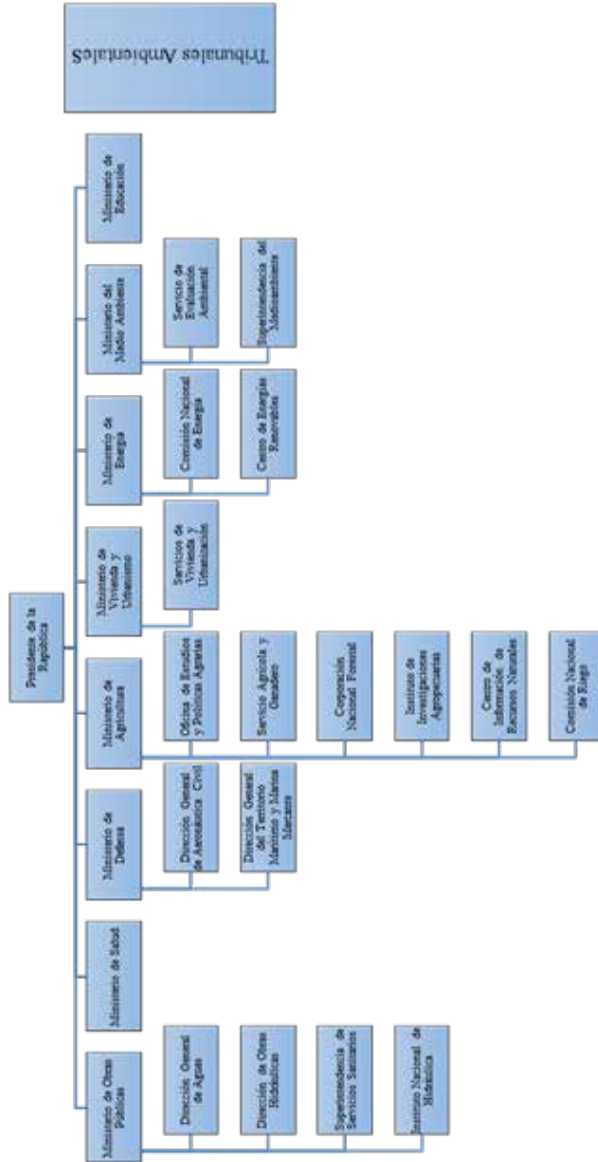 Presidente de la
República
Ministerio de Obras
Públicas
Dirección General
de Aguas
Dirección de Obras
Hidráulicas
Superintendencia de
Servicios Sanitarios
Instituto Nacional de
Hidráulica
Ministerio de Salud
Ministerio de
Defensa
Dirección General
de Aeronáutica Civil
Dirección General
del Territorio
Marítimo y Marina
Mercante
Ministerio de
Agricultura
Oficina de Estudios
y Políticas Agrarias
Servicio Agrícola y
Ganadero
Corporación
Nacional Forestal
Instituto de
Investigaciones
Agropecuarias
Centro de
Información de
Recursos Naturales
Comisión Nacional
de Riego
Ministerio de
Vivienda y
Urbanismo
Servicios de
Vivienda y
Urbanización
Ministerio de
Energía
Comisión Nacional
de Energía
Centro de Energías
Renovables
Ministerio del
Medio Ambiente
Servicio de
Evaluación
Ambiental
Superintendencia del
Medioambiente
Ministerio de
Educación
Tribunales AmbientaleS